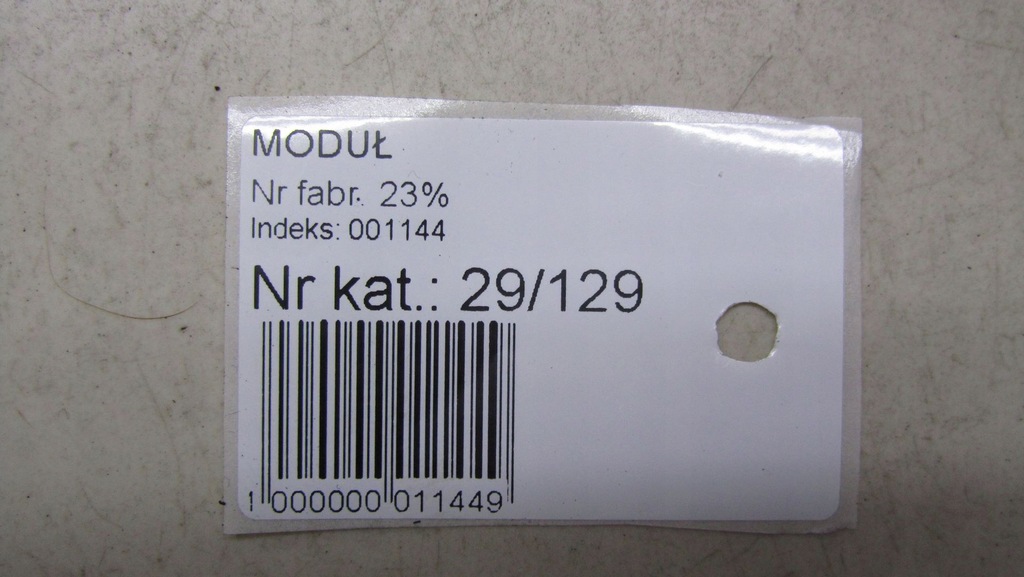 MODUŁ
Nr fabr. 23%
Indeks: 001144
Nr kat.: 29/129
1 000000 011449